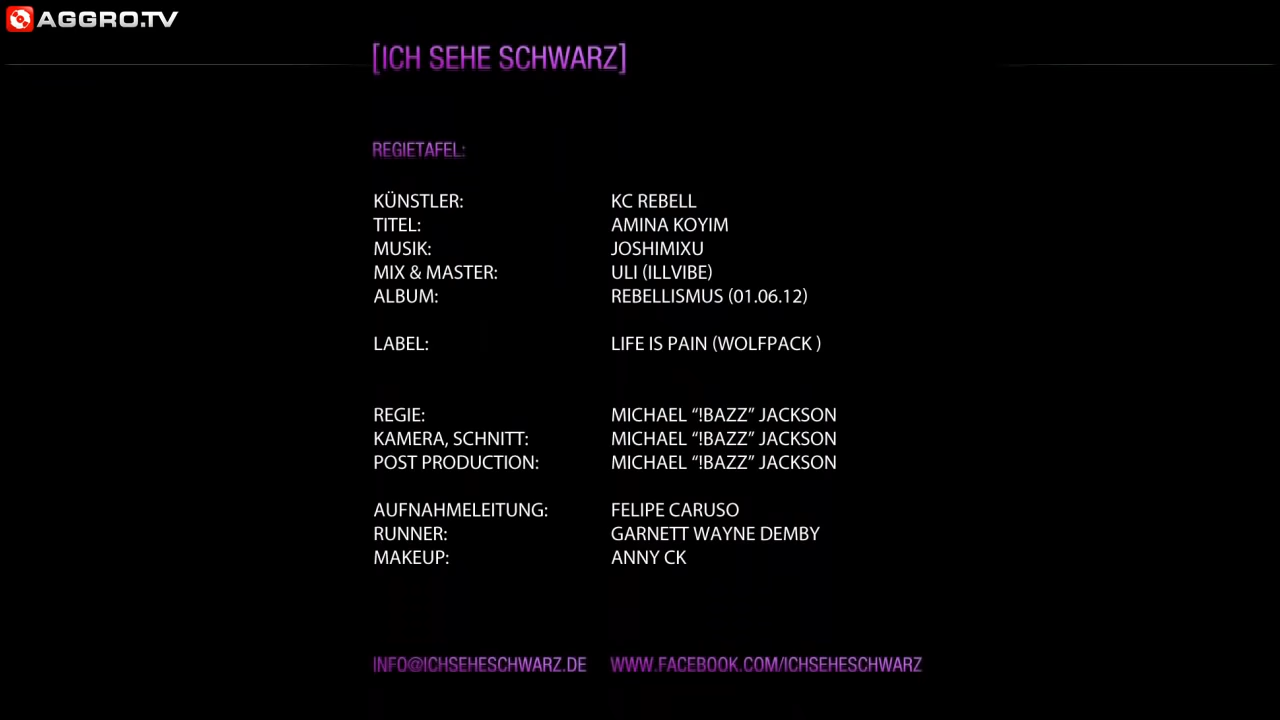 AGGRO.TV
[ICH SEHE SCHWARZ]
REGIETAFEL:
KÜNSTLER: KC REBELL
TITEL: AMINA KOYIM
MUSIK: JOSHIMIXU
MIX & MASTER: ULI (ILLVIBE)
ALBUM: REBELLISMUS (01.06.12)
LABEL: LIFE IS PAIN (WOLFPACK )
REGIE: MICHAEL “!BAZZ” JACKSON
KAMERA, SCHNITT: MICHAEL “!BAZZ” JACKSON
POST PRODUCTION: MICHAEL “!BAZZ” JACKSON
AUFNAHMELEITUNG: FELIPE CARUSO
RUNNER: GARNETT WAYNE DEMBY
MAKEUP: ANNY CK
INFO@ICHSEHESCHWARZ.DE WWW.FACEBOOK.COM/ICHSEHESCHWARZ